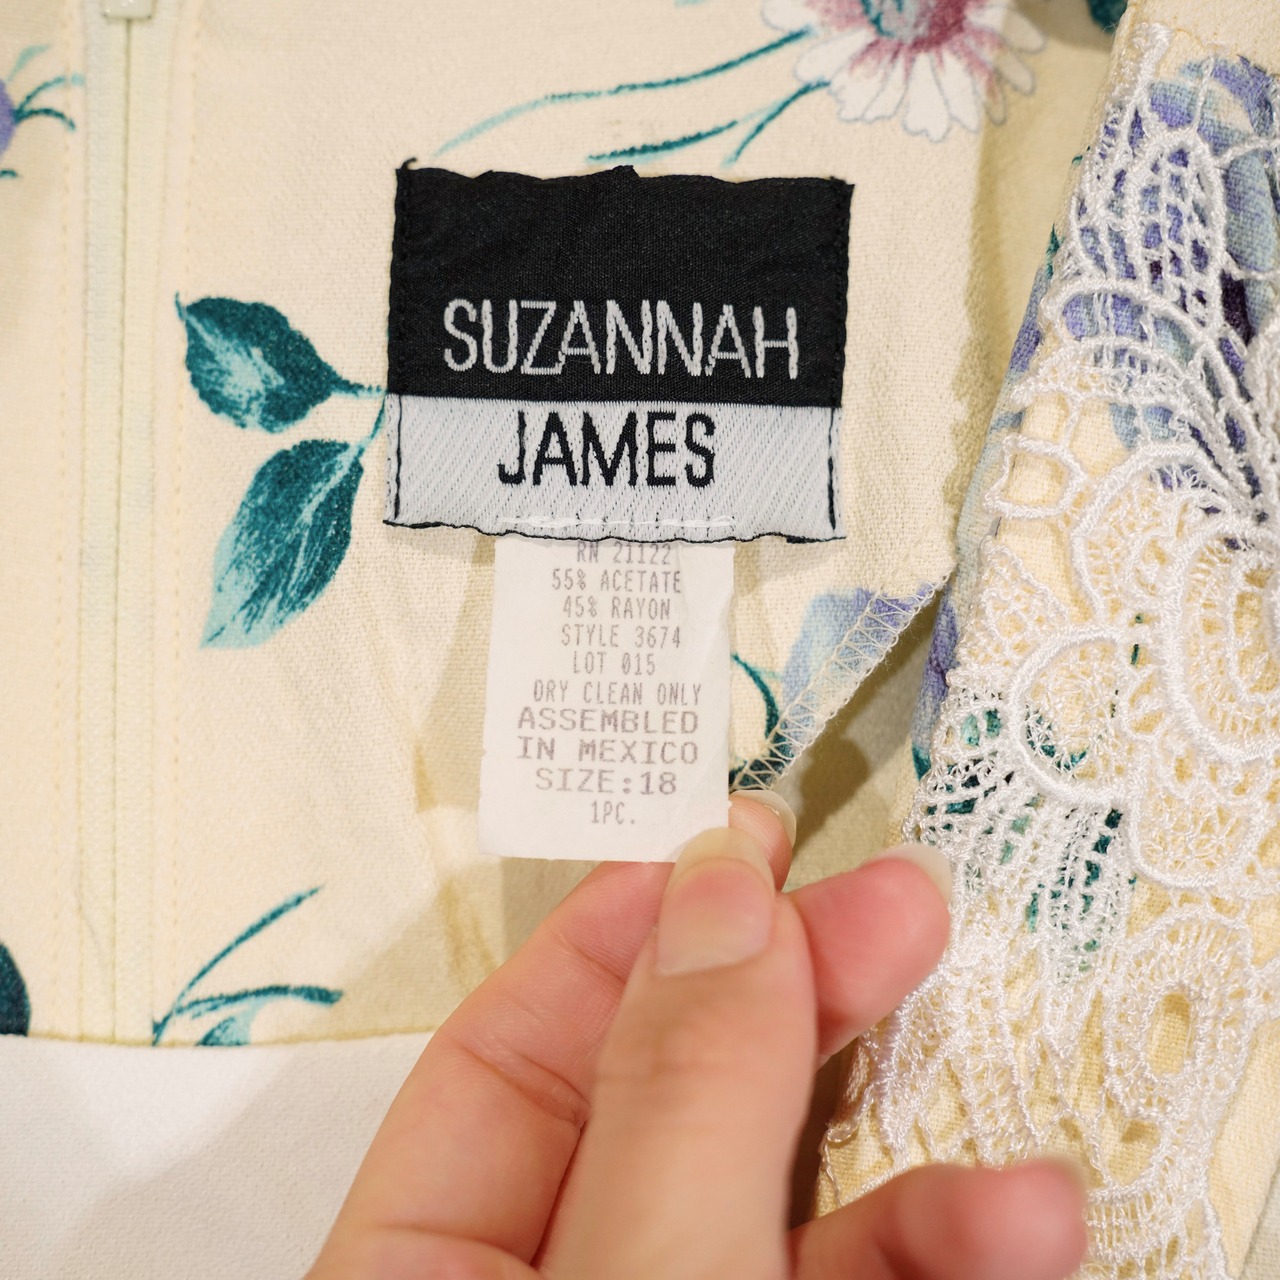 SUZANNAH
JAMES
RN 21122
55% ACETATE
45% RAYON
STYLE 3674
LOT 015
DRY CLEAN ONLY
ASSEMBLED
IN MEXICO
SIZE:18
1PC.